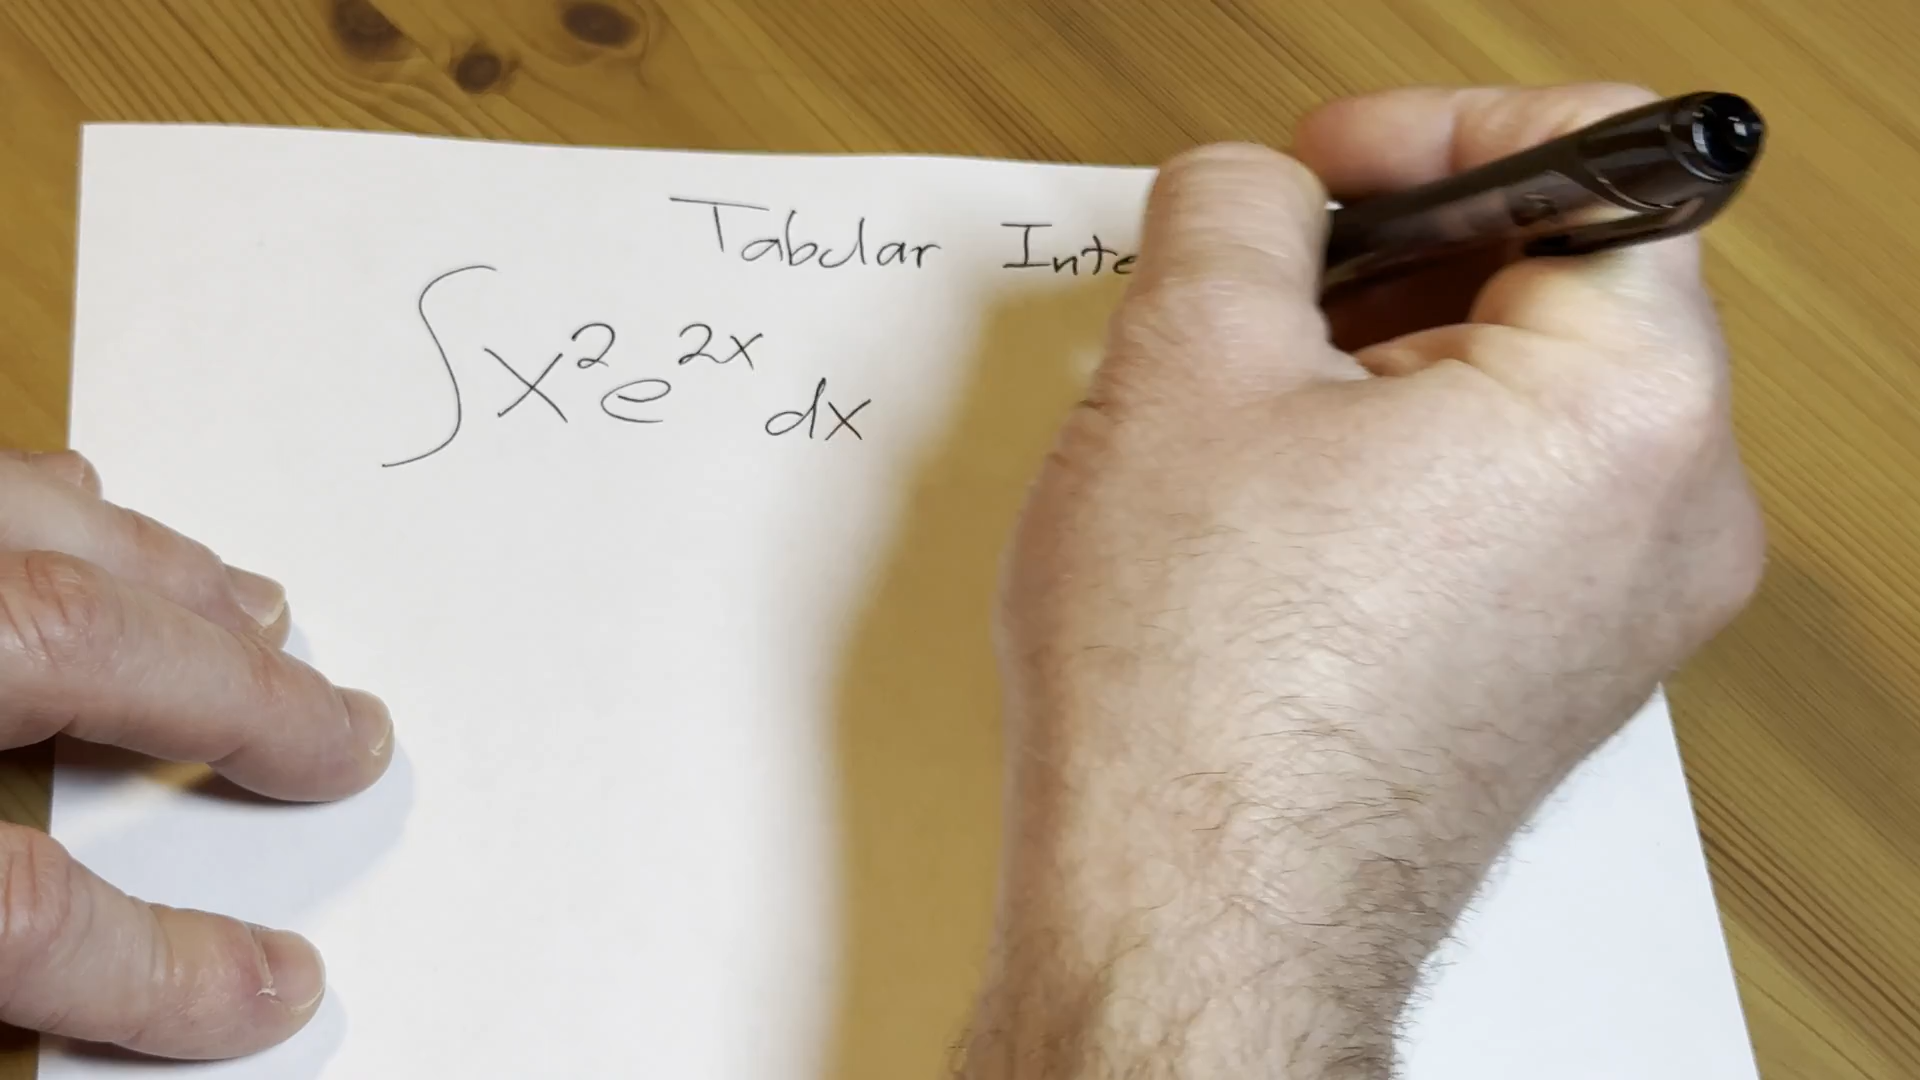 Tabular Inte
∫x²e²ˣ dx